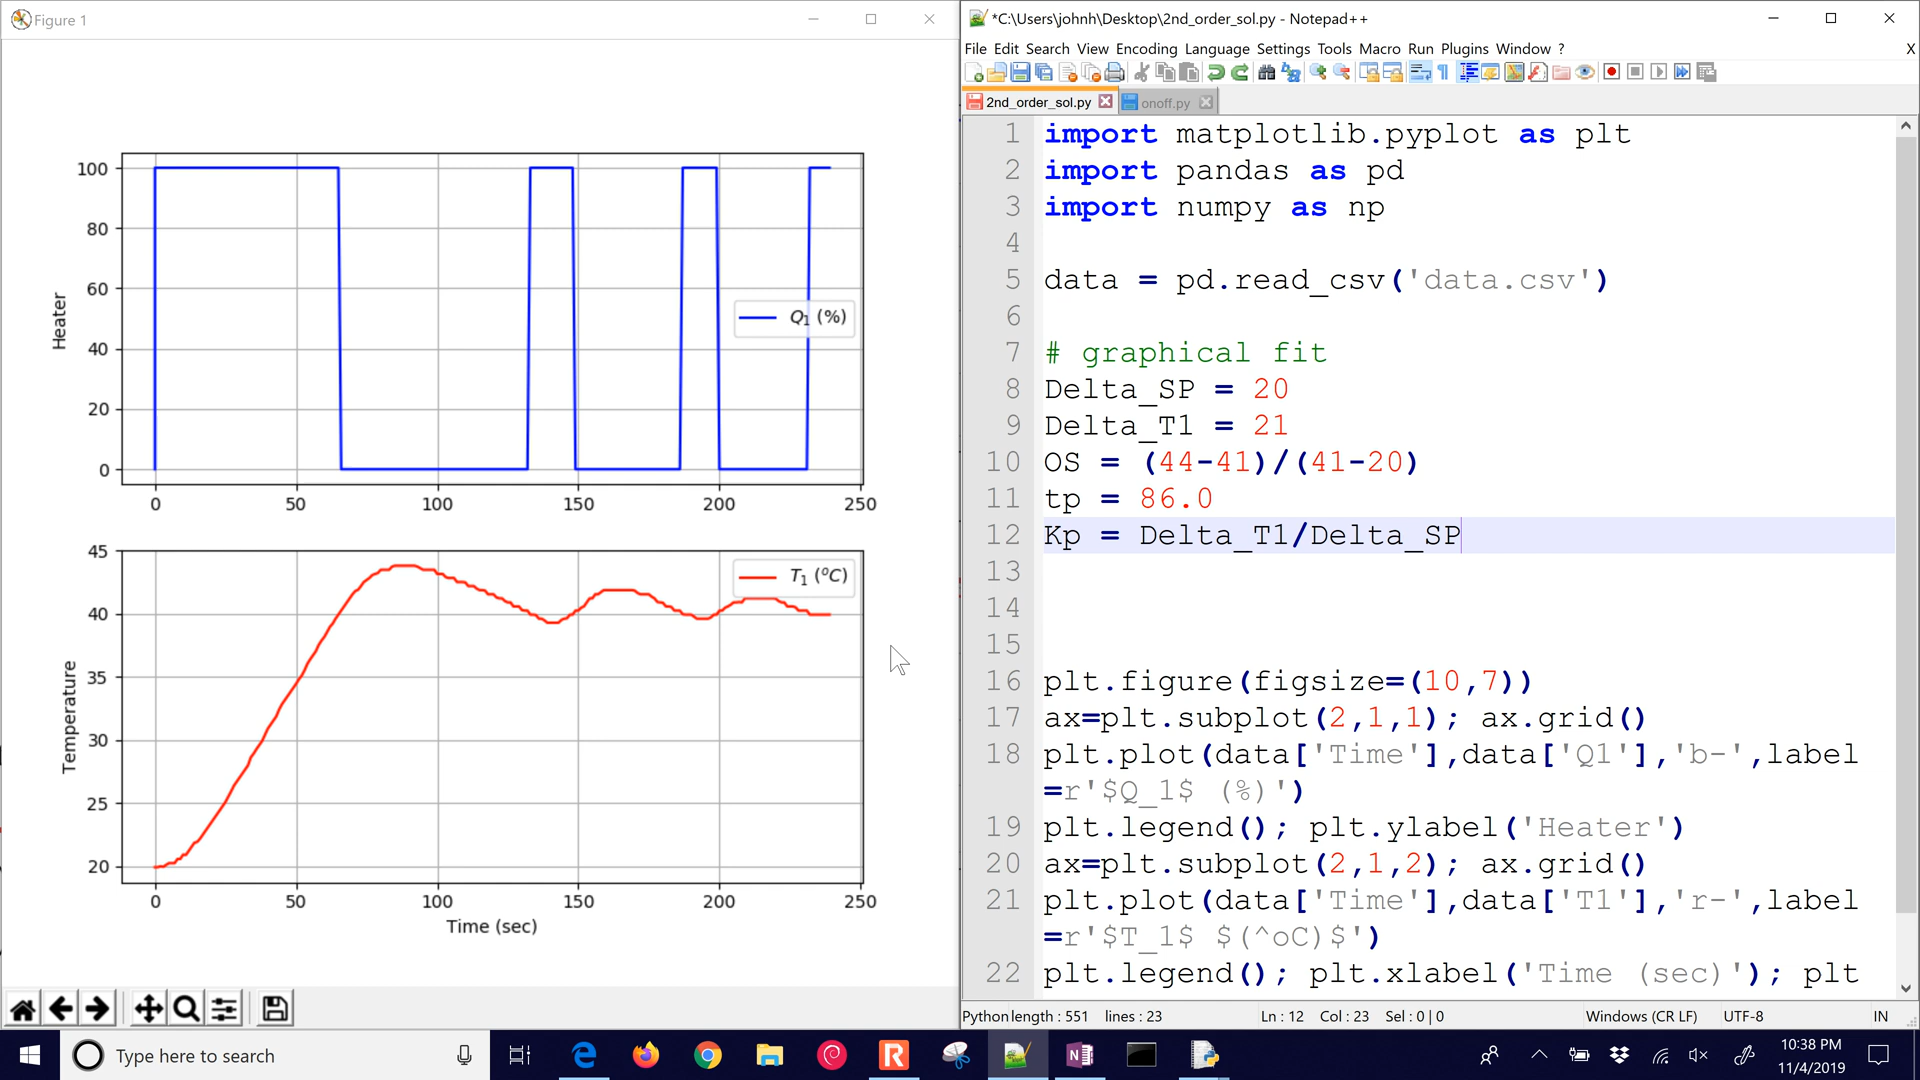 Figure 1
100
80
60
40
20
0
Heater
Q1 (%)
0 50 100 150 200 250
45
40
35
30
25
20
Temperature
T1 (oC)
0 50 100 150 200 250
Time (sec)
Type here to search
*C:\Users\johnh\Desktop\2nd_order_sol.py - Notepad++
File Edit Search View Encoding Language Settings Tools Macro Run Plugins Window ? X
2nd_order_sol.py onoff.py
1 import matplotlib.pyplot as plt
2 import pandas as pd
3 import numpy as np
4
5 data = pd.read_csv('data.csv')
6
7 # graphical fit
8 Delta_SP = 20
9 Delta_T1 = 21
10 OS = (44-41)/(41-20)
11 tp = 86.0
12 Kp = Delta_T1/Delta_SP
13
14
15
16 plt.figure(figsize=(10,7))
17 ax=plt.subplot(2,1,1); ax.grid()
18 plt.plot(data['Time'],data['Q1'],'b-',label
=r'$Q_1$ (%)')
19 plt.legend(); plt.ylabel('Heater')
20 ax=plt.subplot(2,1,2); ax.grid()
21 plt.plot(data['Time'],data['T1'],'r-',label
=r'$T_1$ $(^oC)$')
22 plt.legend(); plt.xlabel('Time (sec)'); plt
Python length : 551 lines : 23 Ln : 12 Col : 23 Sel : 0 | 0 Windows (CR LF) UTF-8 IN
10:38 PM
11/4/2019